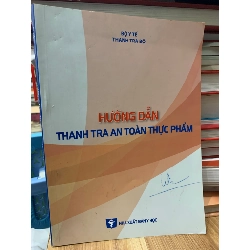 BỘ Y TẾ
THANH TRA BỘ
HƯỚNG DẪN
THANH TRA AN TOÀN THỰC PHẨM
NHÀ XUẤT BẢN Y HỌC